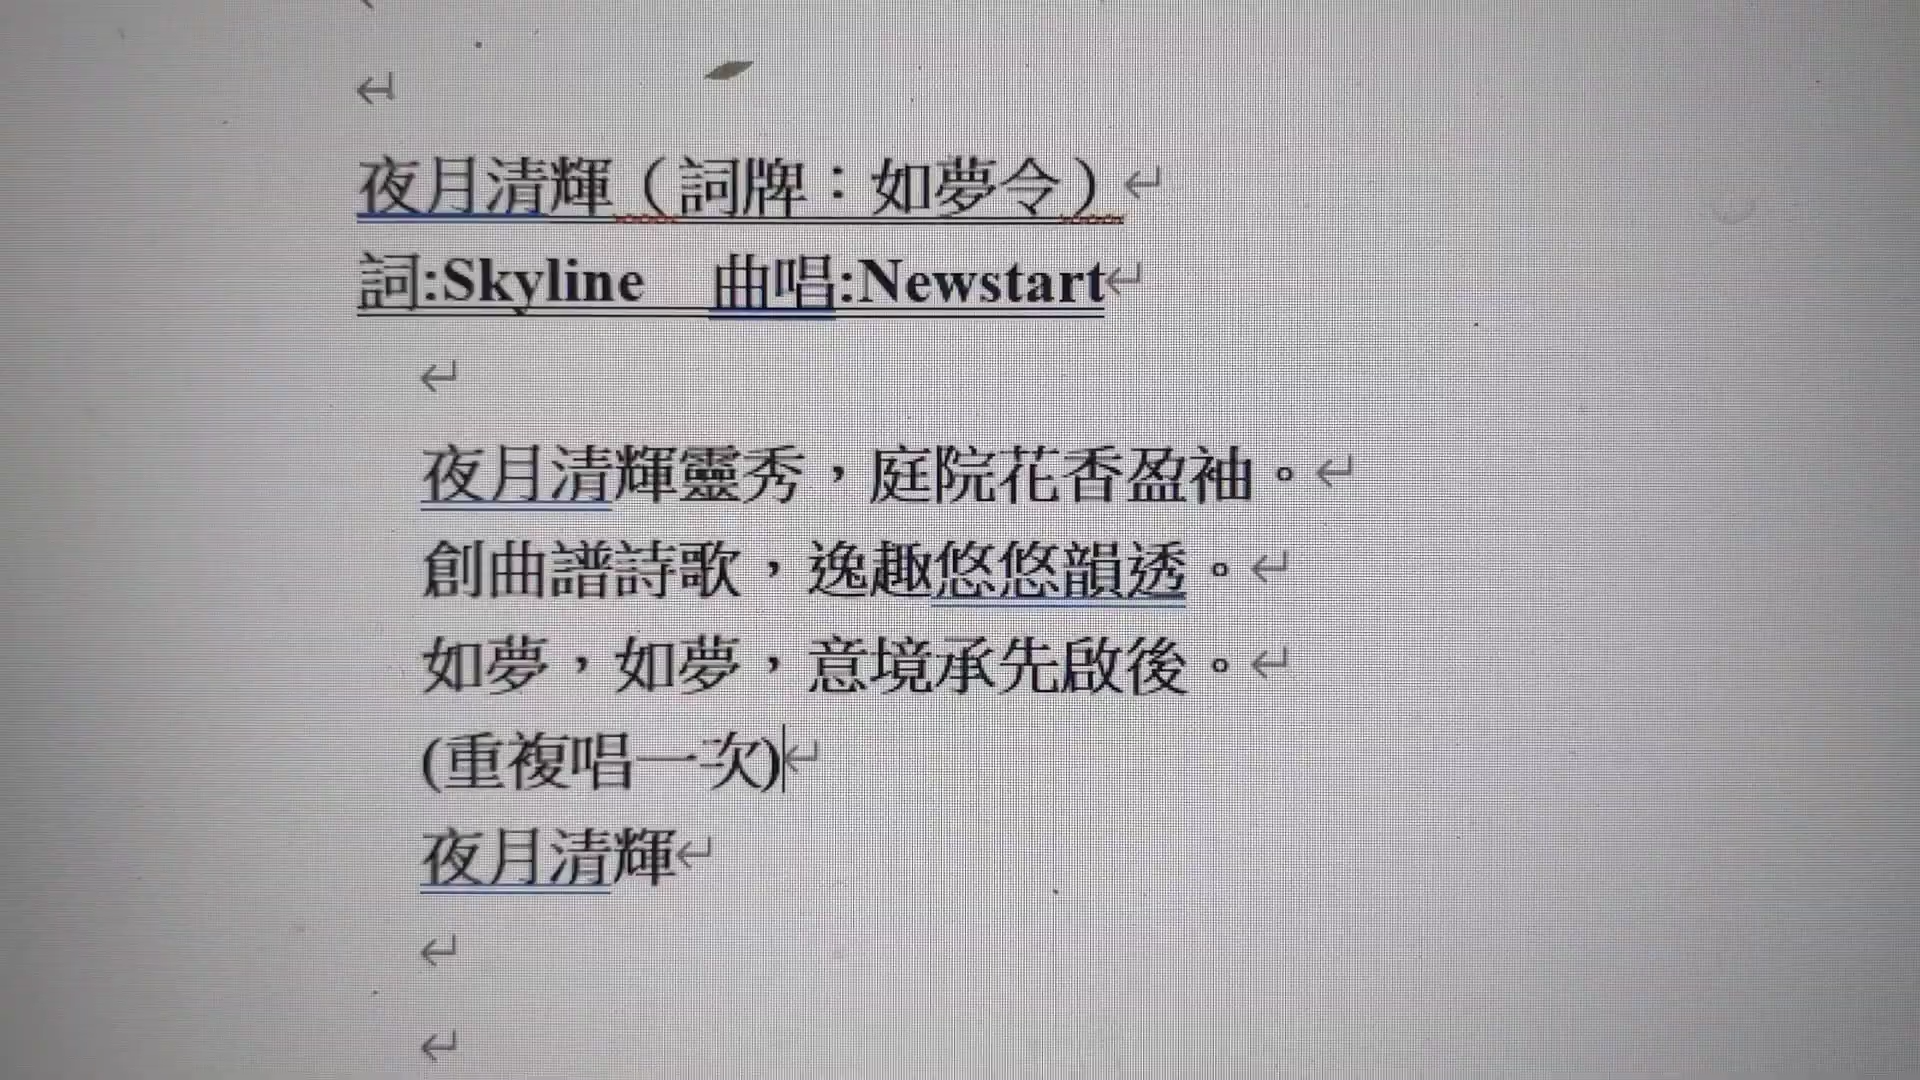 夜月清輝（詞牌：如夢令）
詞:Skyline 曲唱:Newstart
夜月清輝靈秀，庭院花香盈袖。
創曲譜詩歌，逸趣悠悠韻透。
如夢，如夢，意境承先啟後。
(重複唱一次)
夜月清輝